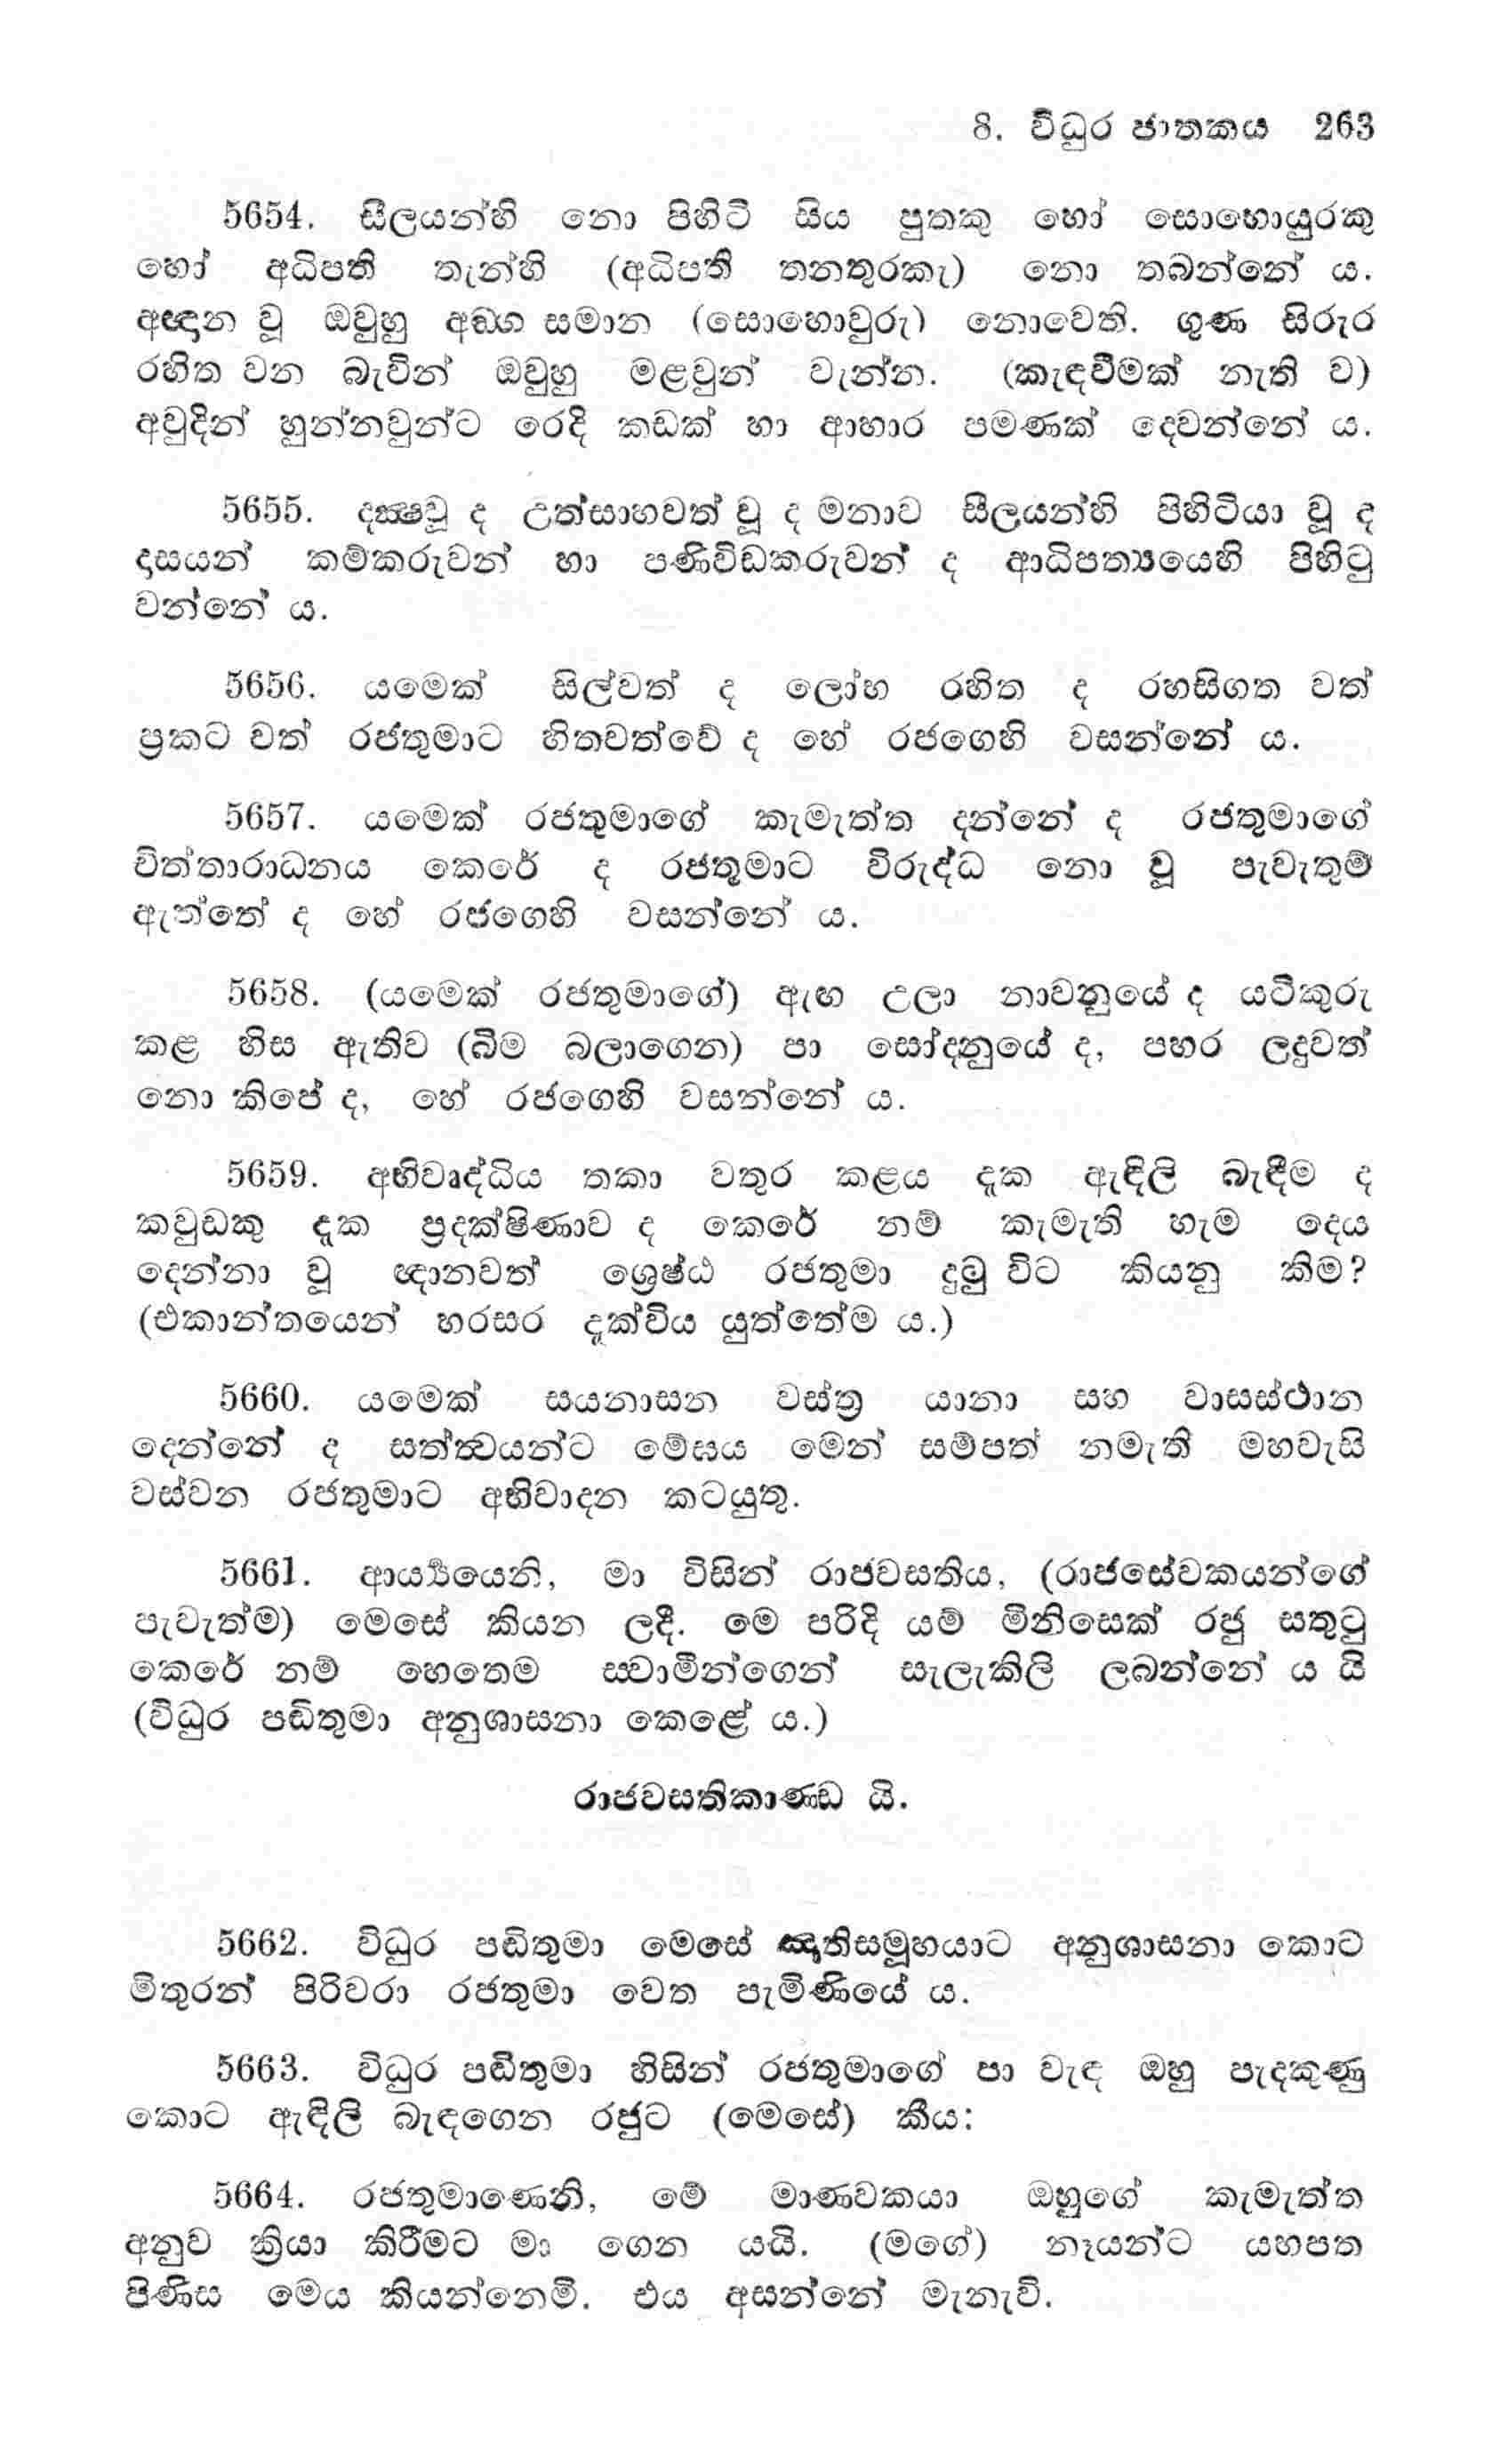 8. විධුර ජාතකය 263
5654. සීලයන්හි නො පිහිටි සිය පුතකු හෝ සොහොයුරකු
හෝ අධිපති තැන්හි (අධිපති තනතුරකැ) නො තබන්නේ ය.
අඥාන වූ ඔවුහු අඞ්ග සමාන (සොහොවුරු) නොවෙති. ගුණ සිරුර
රහිත වන බැවින් ඔවුහු මළවුන් වැන්න. (කැඳවීමක් නැති ව)
අවුදින් හුන්නවුන්ට රෙදි කඩක් හා ආහාර පමණක් දෙවන්නේ ය.
5655. දක්‍ෂවූ ද උත්සාහවත් වූ ද මනාව සීලයන්හි පිහිටියා වූ ද
දාසයන් කම්කරුවන් හා පණිවිඩකරුවන් ද ආධිපත්‍යයෙහි පිහිටු
වන්නේ ය.
5656. යමෙක් සිල්වත් ද ලෝභ රහිත ද රහසිගත වත්
ප්‍රකට වත් රජතුමාට හිතවත්වේ ද හේ රජගෙහි වසන්නේ ය.
5657. යමෙක් රජතුමාගේ කැමැත්ත දන්නේ ද රජතුමාගේ
චිත්තාරාධනය කෙරේ ද රජතුමාට විරුද්ධ නො වූ පැවැතුම්
ඇත්තේ ද හේ රජගෙහි වසන්නේ ය.
5658. (යමෙක් රජතුමාගේ) ඇඟ උලා නාවනුයේ ද යටිකුරු
කළ හිස ඇතිව (බිම බලාගෙන) පා සෝදනුයේ ද, පහර ලදුවත්
නො කිපේ ද, හේ රජගෙහි වසන්නේ ය.
5659. අභිවෘද්ධිය තකා වතුර කළය දැක ඇඳිලි බැඳීම ද
කවුඩකු දැක ප්‍රදක්ෂිණාව ද කෙරේ නම් කැමැති හැම දෙය
දෙන්නා වූ ඥානවත් ශ්‍රෙෂ්ඨ රජතුමා දුටු විට කියනු කිම?
(එකාන්තයෙන් හරසර දැක්විය යුත්තේම ය.)
5660. යමෙක් සයනාසන වස්ත්‍ර යානා සහ වාසස්ථාන
දෙන්නේ ද සත්ත්‍වයන්ට මේඝය මෙන් සම්පත් නමැති මහවැසි
වස්වන රජතුමාට අභිවාදන කටයුතු.
5661. ආර්‍ය්‍යයෙනි, මා විසින් රාජවසතිය, (රාජසේවකයන්ගේ
පැවැත්ම) මෙසේ කියන ලදී. මෙ පරිදි යම් මිනිසෙක් රජු සතුටු
කෙරේ නම් හෙතෙම ස්වාමීන්ගෙන් සැලැකිලි ලබන්නේ ය යි
(විධුර පඬිතුමා අනුශාසනා කෙළේ ය.)
රාජවසතිකාණ්ඩ යි.
5662. විධුර පඬිතුමා මෙසේ ඤාතිසමූහයාට අනුශාසනා කොට
මිතුරන් පිරිවරා රජතුමා වෙත පැමිණියේ ය.
5663. විධුර පඬිතුමා හිසින් රජතුමාගේ පා වැඳ ඔහු පැදකුණු
කොට ඇඳිලි බැඳගෙන රජුට (මෙසේ) කීය:
5664. රජතුමාණෙනි, මේ මාණවකයා ඔහුගේ කැමැත්ත
අනුව ක්‍රියා කිරීමට මා ගෙන යයි. (මගේ) නෑයන්ට යහපත
පිණිස මෙය කියන්නෙමි. එය අසන්නේ මැනැවි.